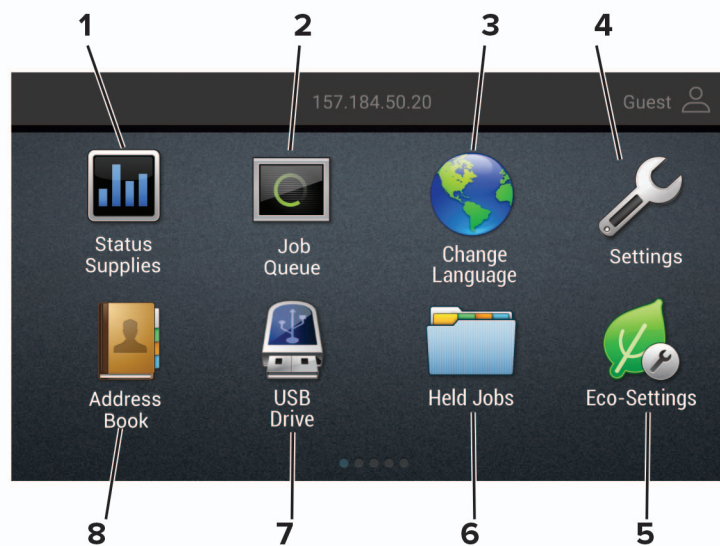 1 2 3 4
157.184.50.20 Guest
Status
Supplies
Job
Queue
Change
Language
Settings
Address
Book
USB
Drive
Held Jobs
Eco-Settings
8 7 6 5